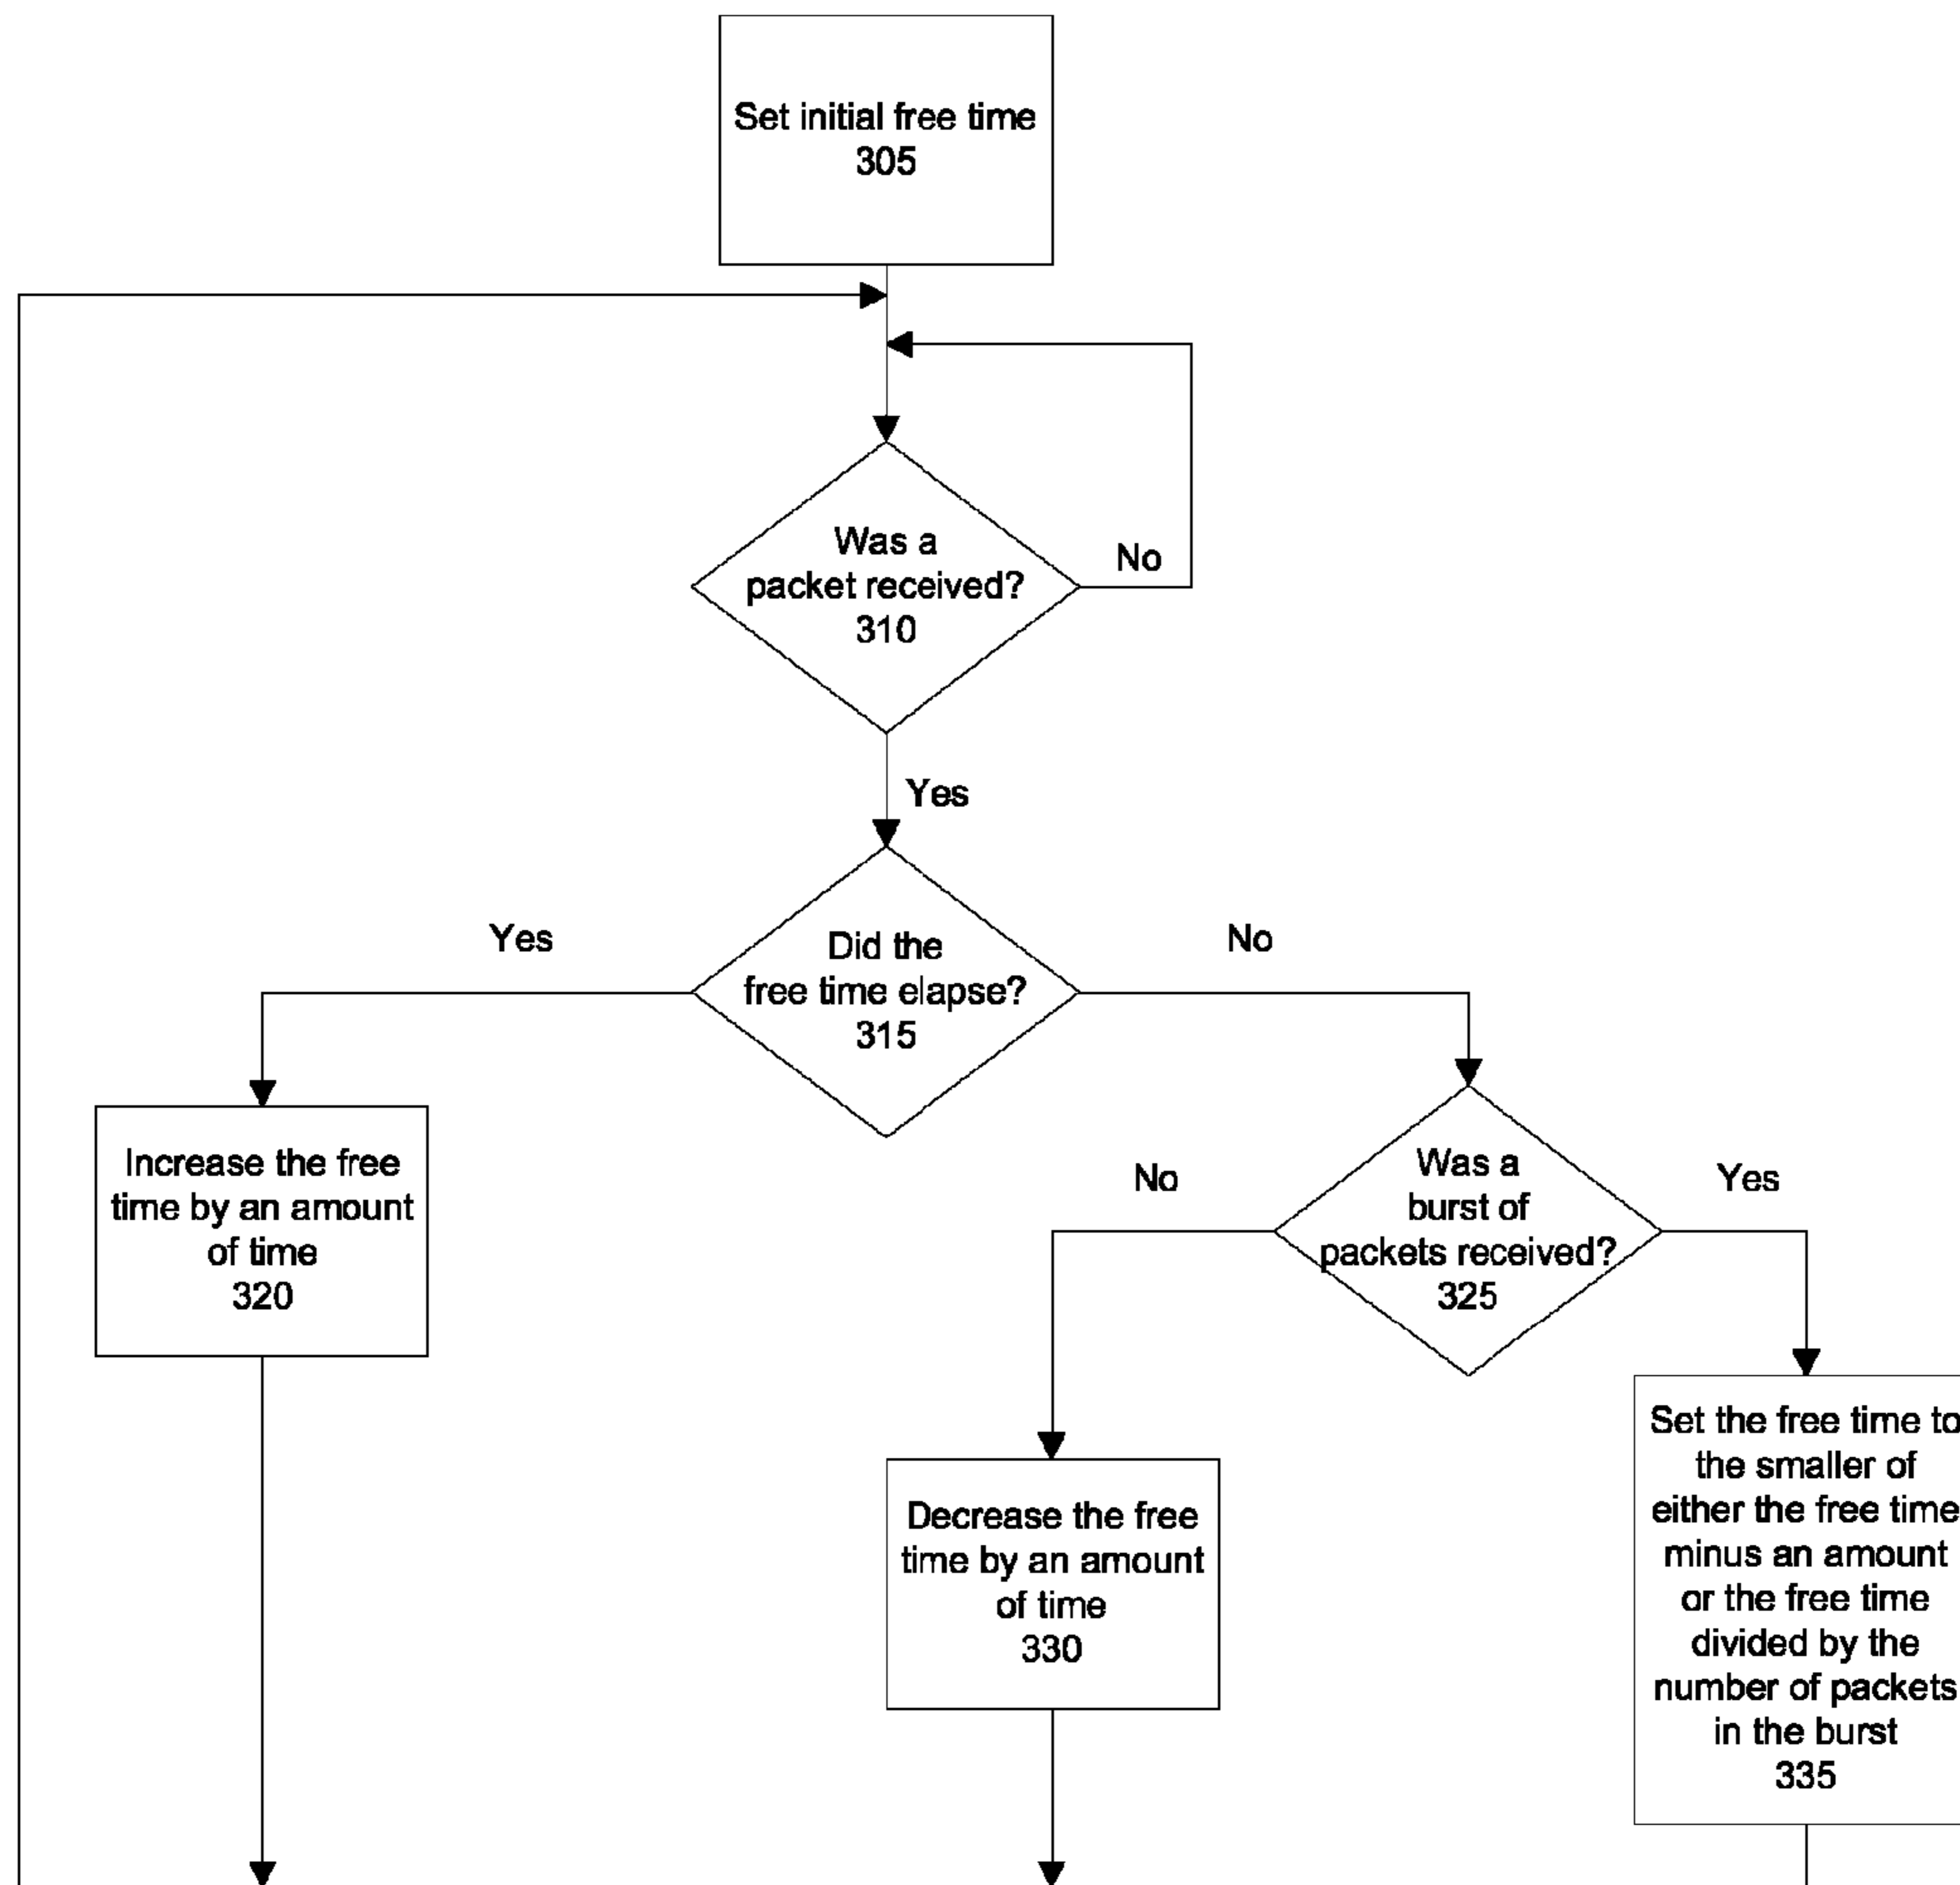 Set initial free time
305
Was a
packet received?
310
No
Yes
Did the
free time elapse?
315
Yes
No
Increase the free
time by an amount
of time
320
Was a
burst of
packets received?
325
No
Yes
Decrease the free
time by an amount
of time
330
Set the free time to
the smaller of
either the free time
minus an amount
or the free time
divided by the
number of packets
in the burst
335